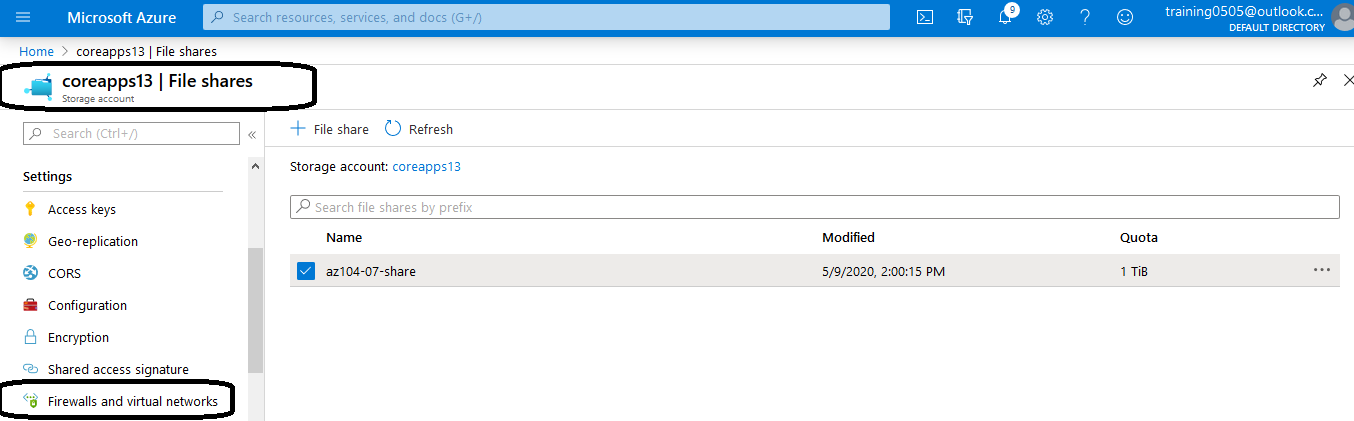 Microsoft Azure
Search resources, services, and docs (G+/)
9
training0505@outlook.c...
DEFAULT DIRECTORY
Home > coreapps13 | File shares
coreapps13 | File shares
Storage account
Search (Ctrl+/)
«
+ File share
Refresh
Settings
Access keys
Geo-replication
CORS
Configuration
Encryption
Shared access signature
Firewalls and virtual networks
Storage account: coreapps13
Search file shares by prefix
Name Modified Quota
az104-07-share 5/9/2020, 2:00:15 PM 1 TiB ...